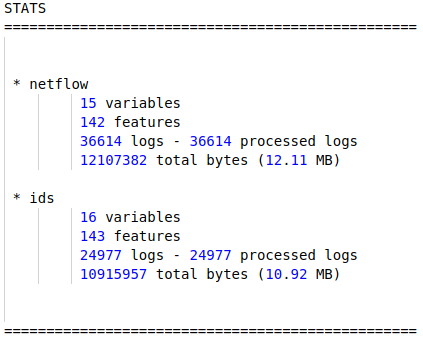 STATS
=================================================
* netflow
15 variables
142 features
36614 logs - 36614 processed logs
12107382 total bytes (12.11 MB)
* ids
16 variables
143 features
24977 logs - 24977 processed logs
10915957 total bytes (10.92 MB)
=================================================